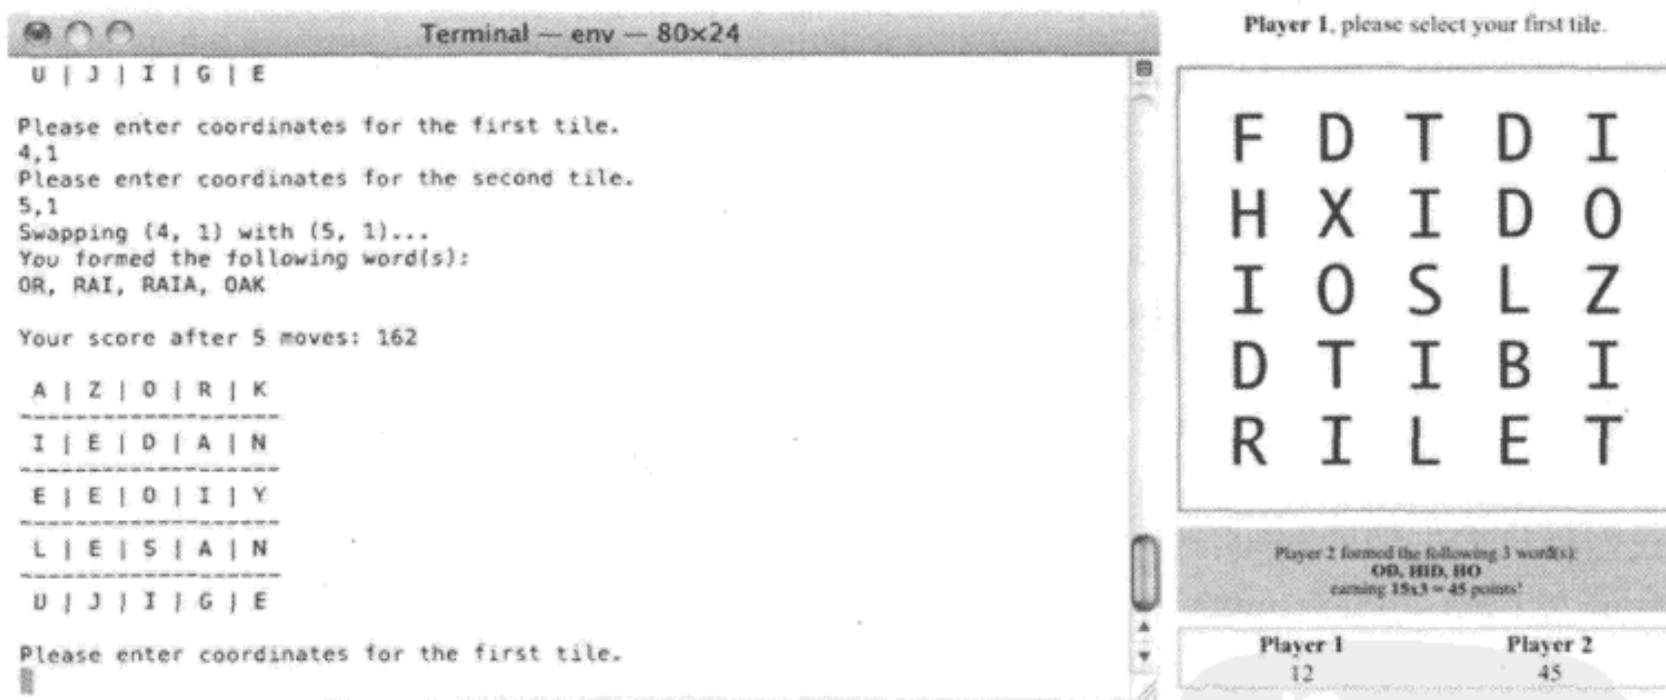 Terminal — env — 80×24
U | J | I | G | E
Please enter coordinates for the first tile.
4,1
Please enter coordinates for the second tile.
5,1
Swapping (4, 1) with (5, 1)...
You formed the following word(s):
OR, RAI, RAIA, OAK
Your score after 5 moves: 162
A | Z | O | R | K
--------------------
I | E | D | A | N
--------------------
E | E | O | I | Y
--------------------
L | E | S | A | N
--------------------
U | J | I | G | E
Please enter coordinates for the first tile.
Player 1, please select your first tile.
F D T D I
H X I D O
I O S L Z
D T I B I
R I L E T
Player 2 formed the following 3 word(s):
OD, HID, HO
earning 15x3 = 45 points!
Player 1 Player 2
12 45